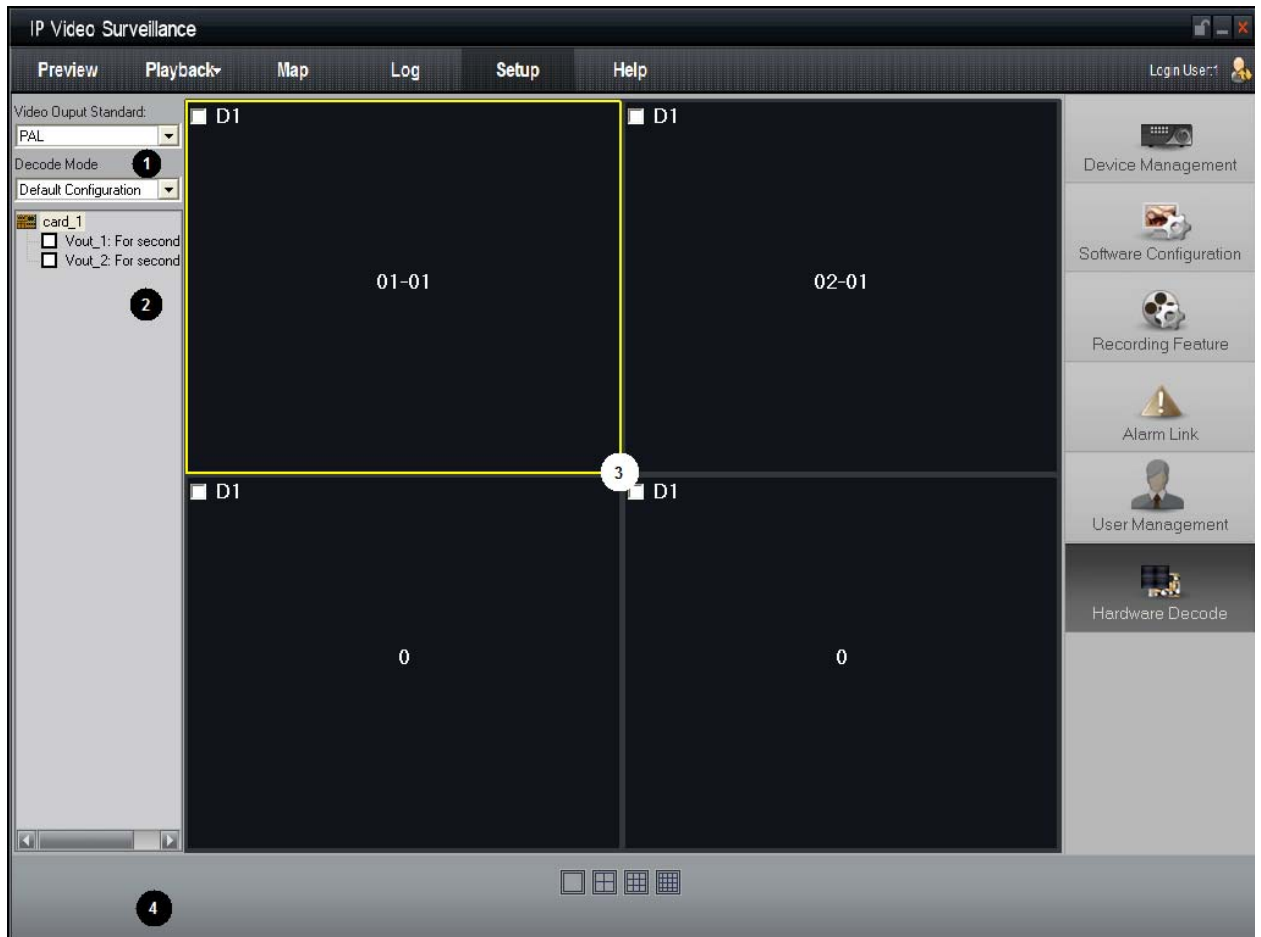 IP Video Surveillance
Preview Playback Map Log Setup Help Login User:1
Video Ouput Standard:
PAL
Decode Mode
1
Default Configuration
card_1
Vout_1: For second
Vout_2: For second
2
D1
01-01
D1
02-01
3
D1
0
D1
0
Device Management
Software Configuration
Recording Feature
Alarm Link
User Management
Hardware Decode
4